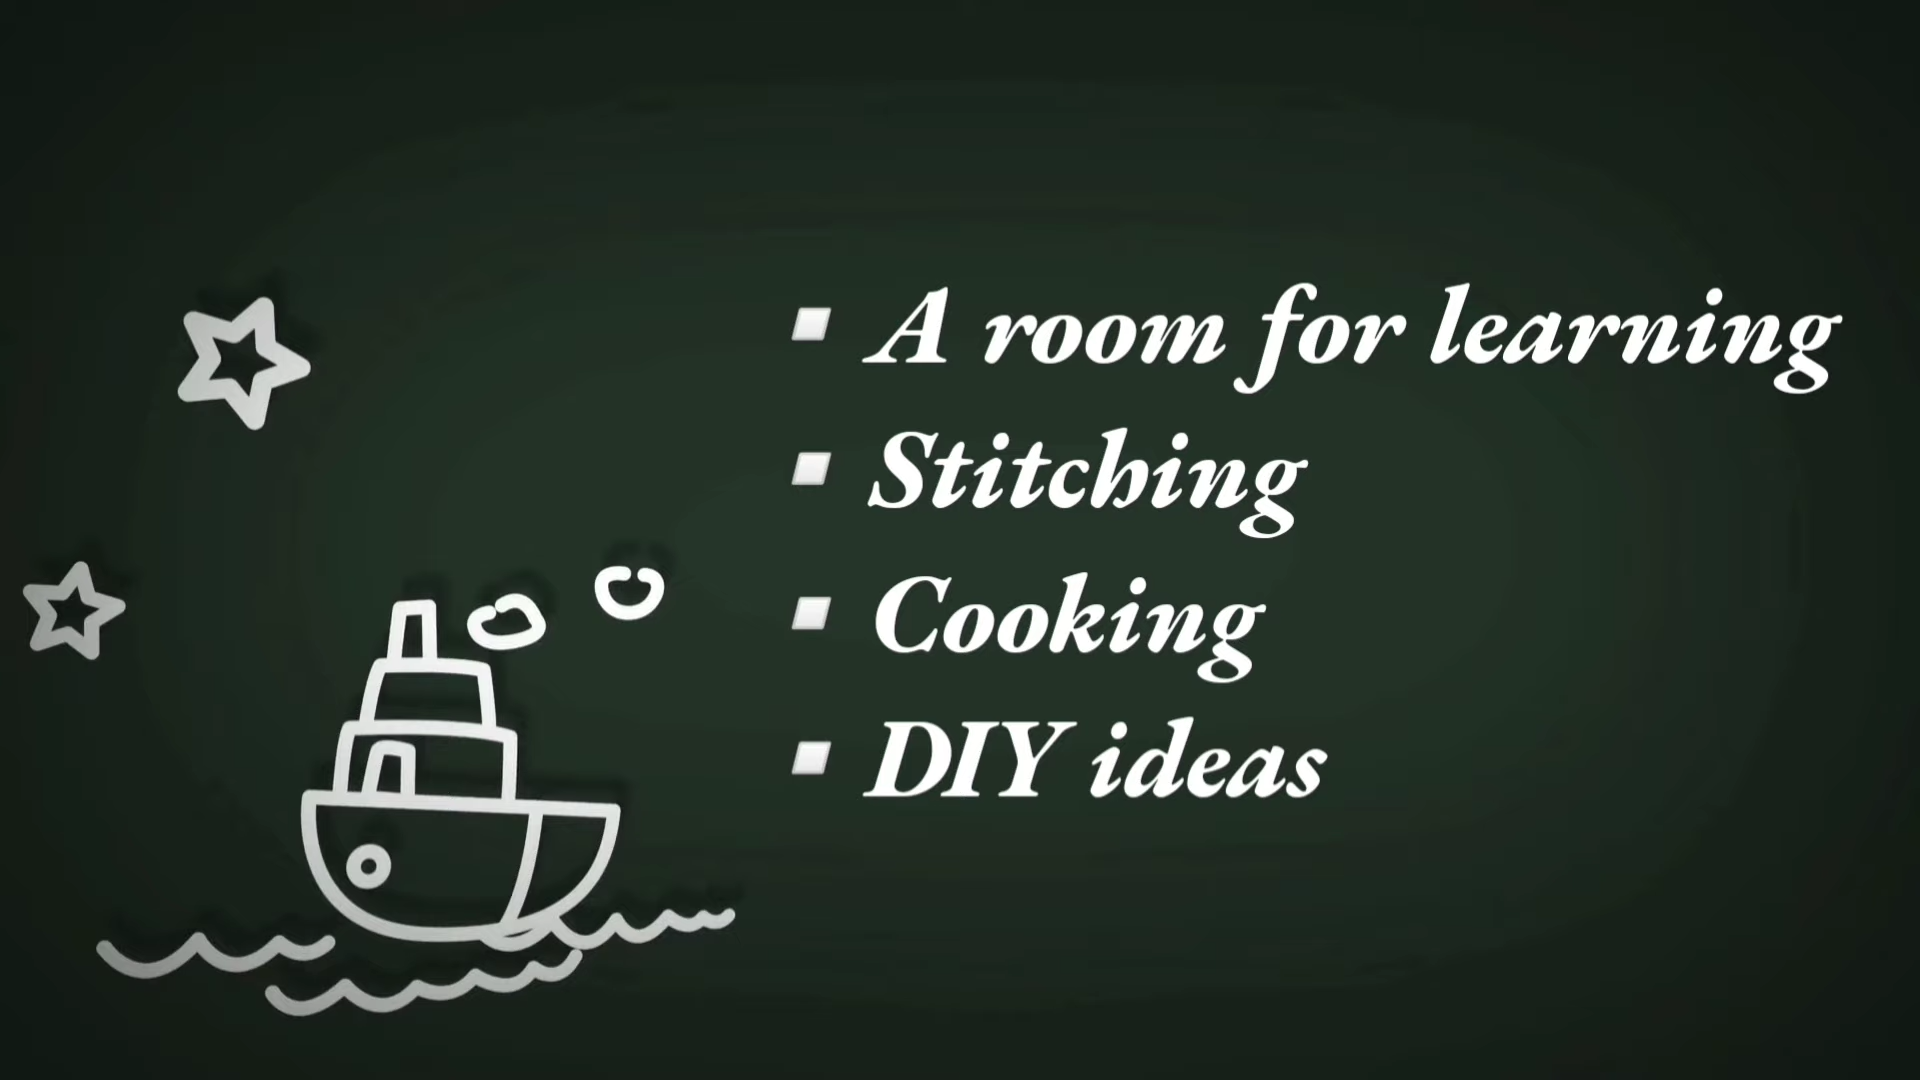 ▪ A room for learning
▪ Stitching
▪ Cooking
▪ DIY ideas